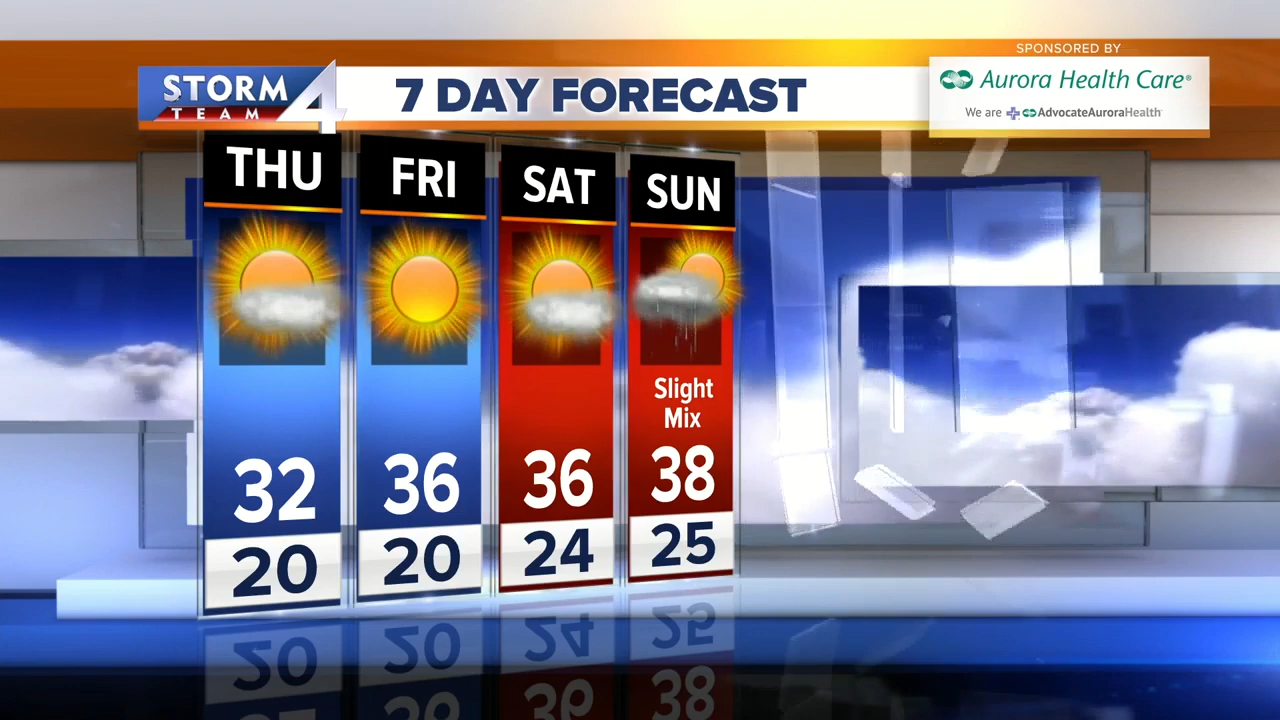 SPONSORED BY
STORM
TEAM
4
7 DAY FORECAST
Aurora Health Care®
We are AdvocateAuroraHealth
THU
FRI
SAT
SUN
Slight
Mix
32
36
36
38
20
20
24
25